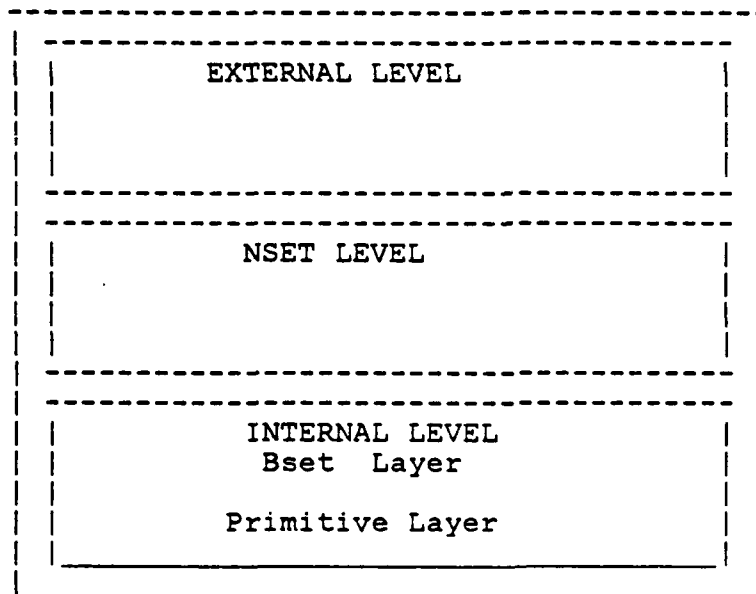 EXTERNAL LEVEL
NSET LEVEL
INTERNAL LEVEL
Bset Layer
Primitive Layer